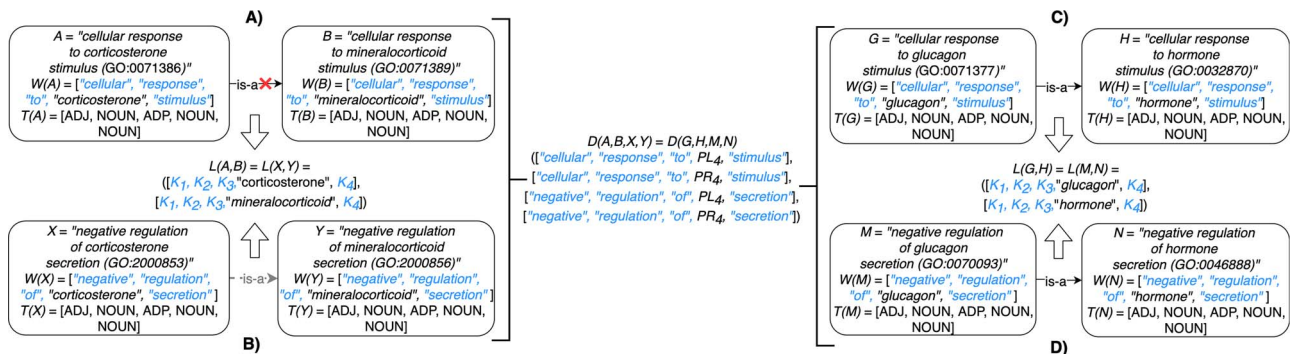 A)
A = "cellular response
to corticosterone
stimulus (GO:0071386)"
W(A) = ["cellular", "response",
"to", "corticosterone", "stimulus"]
T(A) = [ADJ, NOUN, ADP, NOUN,
NOUN]
is-a
B = "cellular response
to mineralocorticoid
stimulus (GO:0071389)"
W(B) = ["cellular", "response",
"to", "mineralocorticoid", "stimulus"]
T(B) = [ADJ, NOUN, ADP, NOUN,
NOUN]
L(A,B) = L(X,Y) =
([K1, K2, K3,"corticosterone", K4],
[K1, K2, K3,"mineralocorticoid", K4])
X = "negative regulation
of corticosterone
secretion (GO:2000853)"
W(X) = ["negative", "regulation",
"of", "corticosterone", "secretion" ]
T(X) = [ADJ, NOUN, ADP, NOUN,
NOUN]
is-a
Y = "negative regulation
of mineralocorticoid
secretion (GO:2000856)"
W(Y) = ["negative", "regulation",
"of", "mineralocorticoid", "secretion"]
T(Y) = [ADJ, NOUN, ADP, NOUN,
NOUN]
B)
D(A,B,X,Y) = D(G,H,M,N)
(["cellular", "response", "to", PL4, "stimulus"],
["cellular", "response", "to", PR4, "stimulus"],
["negative", "regulation", "of", PL4, "secretion"],
["negative", "regulation", "of", PR4, "secretion"])
C)
G = "cellular response
to glucagon
stimulus (GO:0071377)"
W(G) = ["cellular", "response",
"to", "glucagon", "stimulus"]
T(G) = [ADJ, NOUN, ADP, NOUN,
NOUN]
is-a
H = "cellular response
to hormone
stimulus (GO:0032870)"
W(H) = ["cellular", "response",
"to", "hormone", "stimulus"]
T(H) = [ADJ, NOUN, ADP, NOUN,
NOUN]
L(G,H) = L(M,N) =
([K1, K2, K3,"glucagon", K4],
[K1, K2, K3,"hormone", K4])
M = "negative regulation
of glucagon
secretion (GO:0070093)"
W(M) = ["negative", "regulation",
"of", "glucagon", "secretion"]
T(M) = [ADJ, NOUN, ADP, NOUN,
NOUN]
is-a
N = "negative regulation
of hormone
secretion (GO:0046888)"
W(N) = ["negative", "regulation",
"of", "hormone", "secretion" ]
T(N) = [ADJ, NOUN, ADP, NOUN,
NOUN]
D)